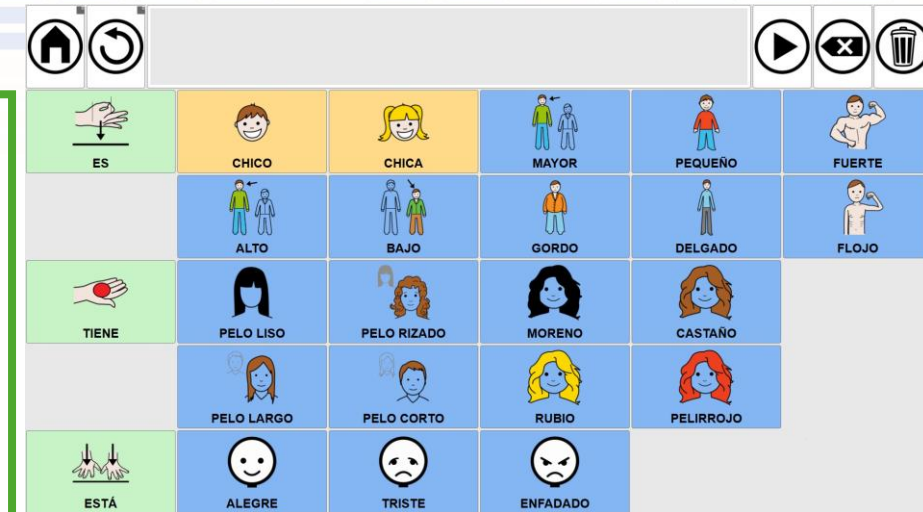 ES CHICO CHICA MAYOR PEQUEÑO FUERTE
ALTO BAJO GORDO DELGADO FLOJO
TIENE PELO LISO PELO RIZADO MORENO CASTAÑO
PELO LARGO PELO CORTO RUBIO PELIRROJO
ESTÁ ALEGRE TRISTE ENFADADO